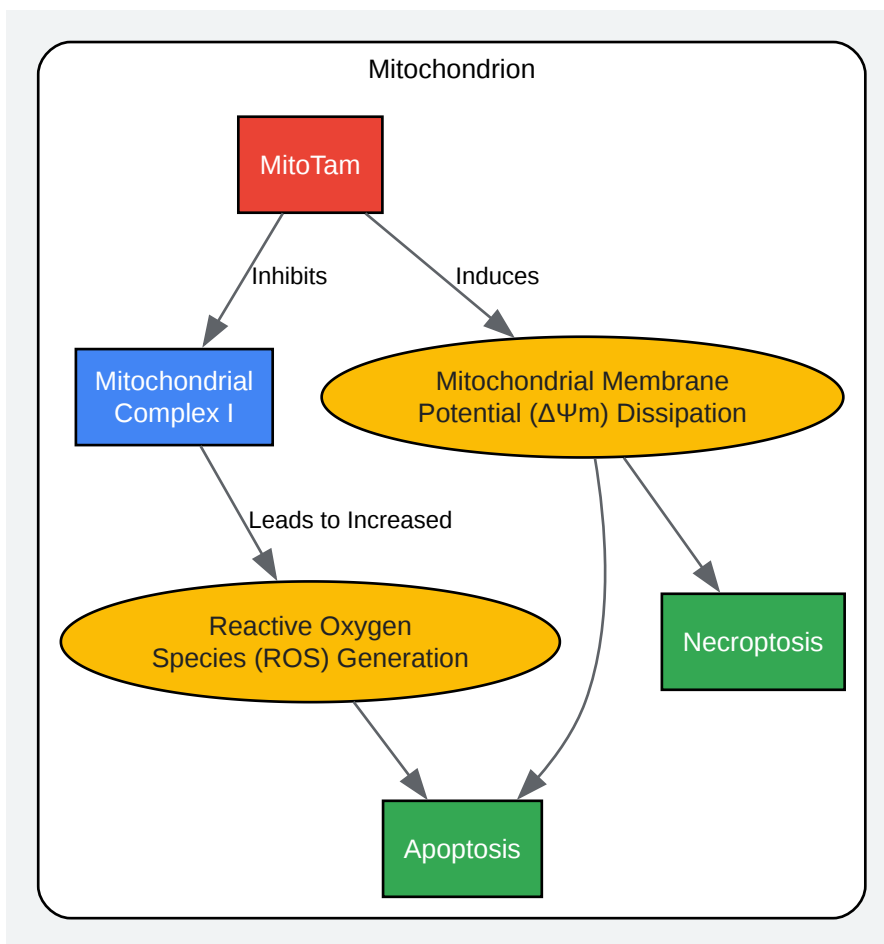 Mitochondrion
MitoTam
Inhibits
Induces
Mitochondrial
Complex I
Mitochondrial Membrane
Potential (ΔΨm) Dissipation
Leads to Increased
Reactive Oxygen
Species (ROS) Generation
Necroptosis
Apoptosis